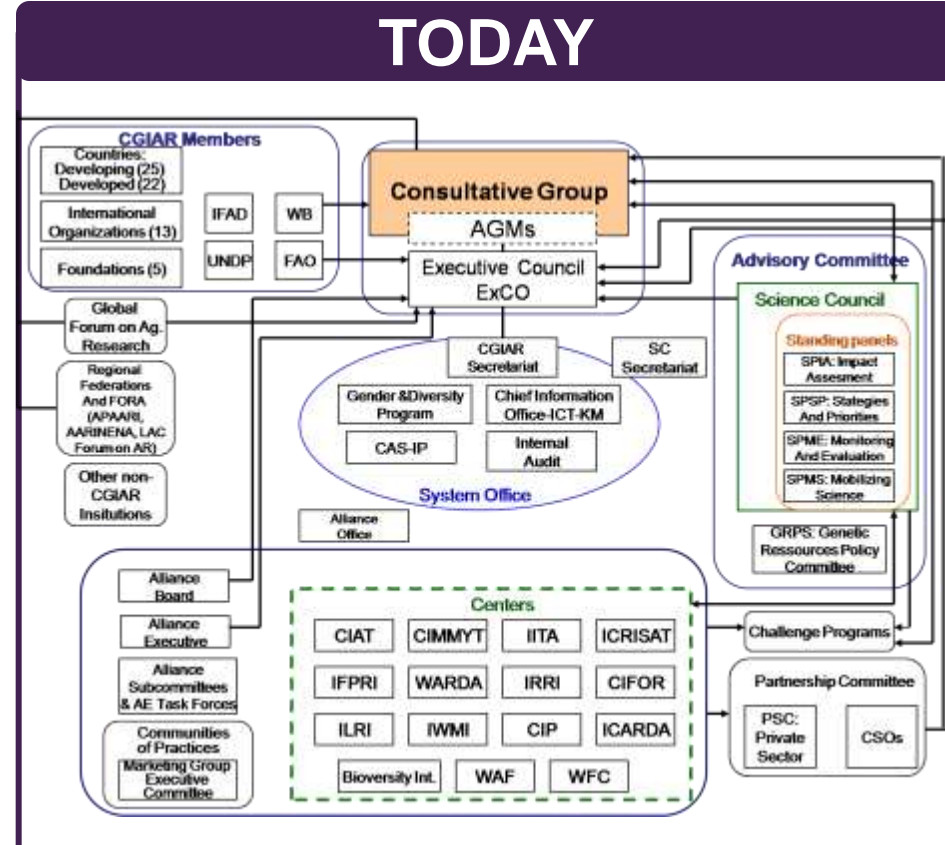 TODAY
CGIAR Members
Countries:
Developing (25)
Developed (22)
International
Organizations (13)
Foundations (5)
IFAD
WB
UNDP
FAO
Consultative Group
AGMs
Executive Council
ExCO
Global
Forum on Ag.
Research
Regional
Federations
And FORA
(APAARI,
AARINENA, LAC
Forum on AR)
Other non-
CGIAR
Insitutions
CGIAR
Secretariat
SC
Secretariat
Gender &Diversity
Program
Chief Information
Office-ICT-KM
CAS-IP
Internal
Audit
System Office
Advisory Committee
Science Council
Standing panels
SPIA: Impact
Assesment
SPSP: Stategies
And Priorities
SPME: Monitoring
And Evaluation
SPMS: Mobilizing
Science
GRPS: Genetic
Ressources Policy
Committee
Alliance
Office
Alliance
Board
Alliance
Executive
Alliance
Subcommittees
& AE Task Forces
Communities
of Practices
Marketing Group
Executive
Committee
Centers
CIAT
CIMMYT
IITA
ICRISAT
IFPRI
WARDA
IRRI
CIFOR
ILRI
IWMI
CIP
ICARDA
Bioversity Int.
WAF
WFC
Challenge Programs
Partnership Committee
PSC:
Private
Sector
CSOs